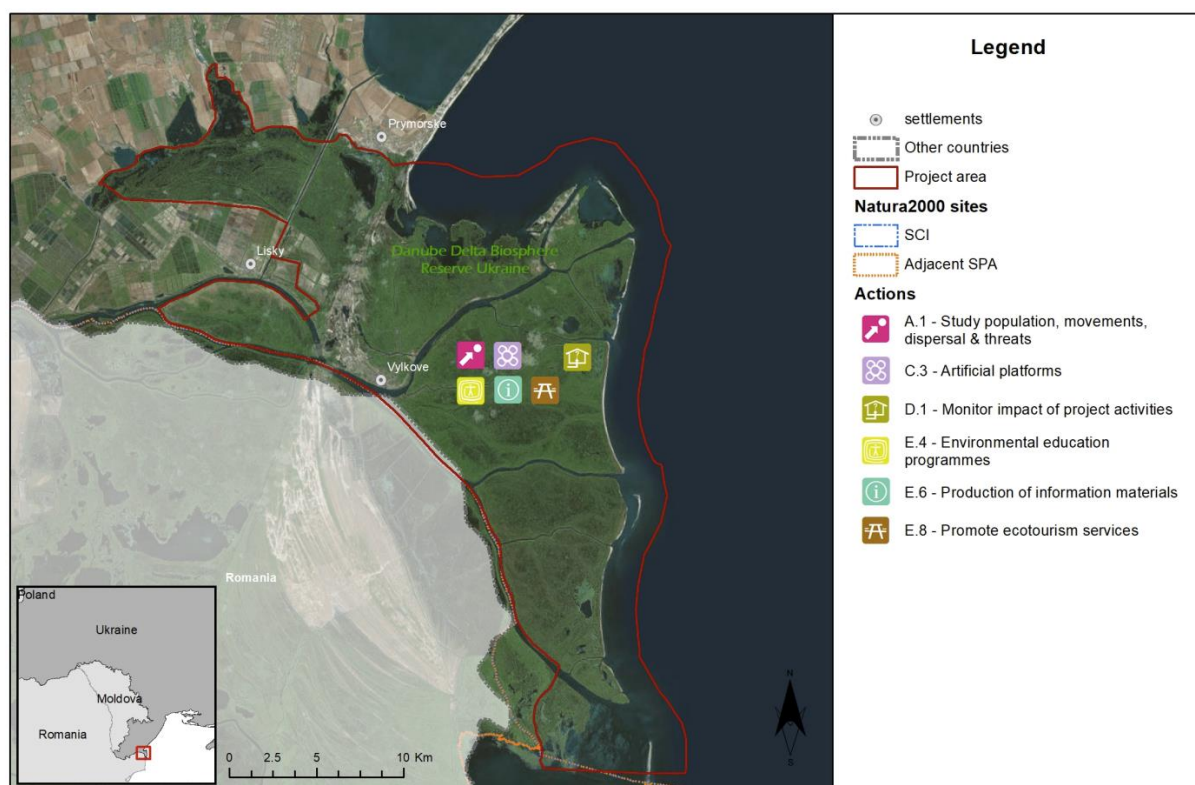 Prymorske
Lisky
Danube Delta Biosphere
Reserve Ukraine
Vylkove
Romania
Poland
Ukraine
Moldova
Romania
0 2.5 5 10 Km
N
S
Legend
settlements
Other countries
Project area
Natura2000 sites
SCI
Adjacent SPA
Actions
A.1 - Study population, movements,
dispersal & threats
C.3 - Artificial platforms
D.1 - Monitor impact of project activities
E.4 - Environmental education
programmes
E.6 - Production of information materials
E.8 - Promote ecotourism services